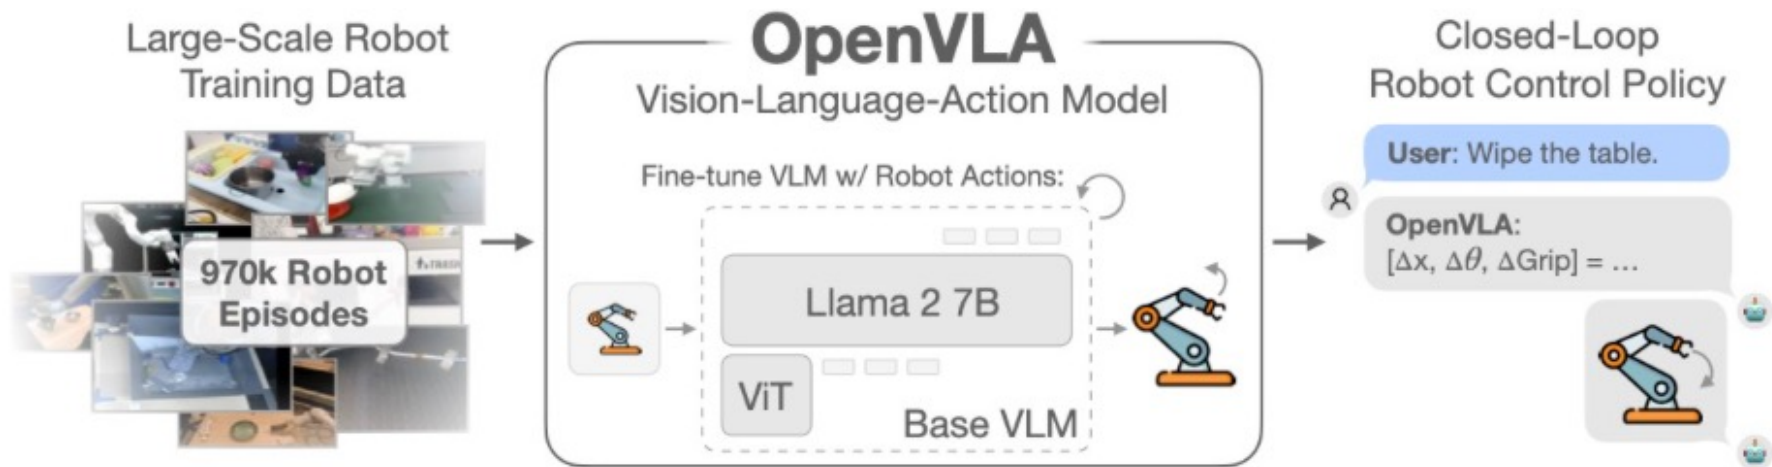 Large-Scale Robot
Training Data
970k Robot
Episodes
OpenVLA
Vision-Language-Action Model
Fine-tune VLM w/ Robot Actions:
Llama 2 7B
ViT
Base VLM
Closed-Loop
Robot Control Policy
User: Wipe the table.
OpenVLA:
[Δx, Δθ, ΔGrip] = ...